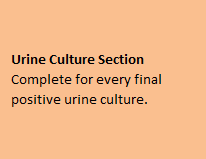 Urine Culture Section
Complete for every final
positive urine culture.